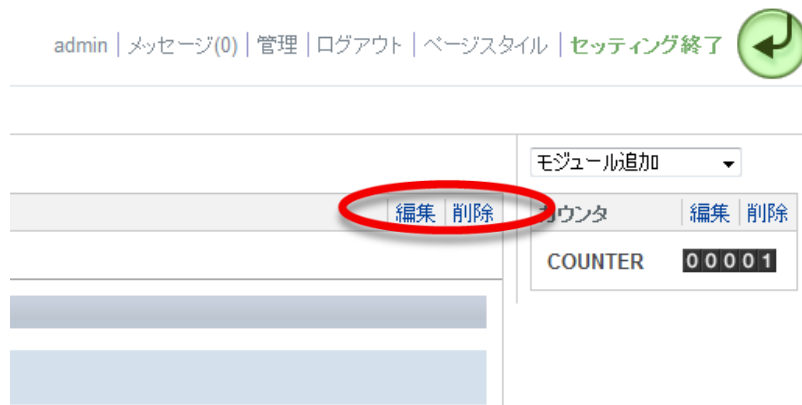 admin | メッセージ(0) | 管理 | ログアウト | ページスタイル | セッティング終了
モジュール追加
編集 | 削除
カウンタ | 編集 | 削除
COUNTER 00001